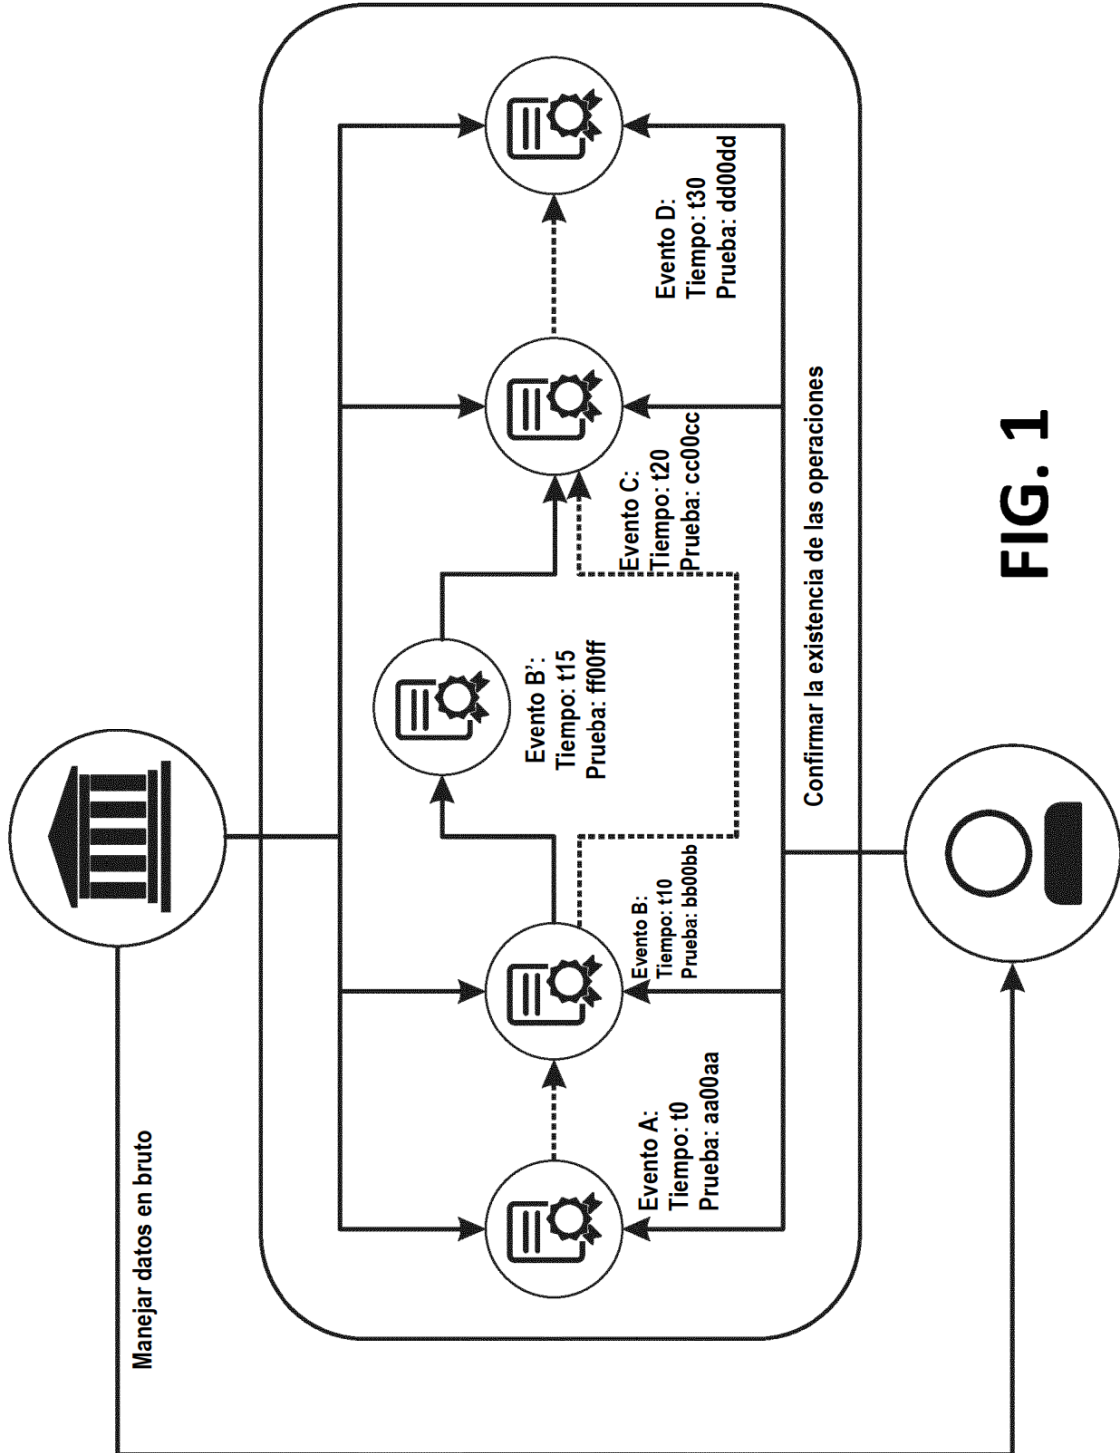 Manejar datos en bruto
Evento A:
Tiempo: t0
Prueba: aa00aa
Evento B:
Tiempo: t10
Prueba: bb00bb
Evento B':
Tiempo: t15
Prueba: ff00ff
Evento C:
Tiempo: t20
Prueba: cc00cc
Evento D:
Tiempo: t30
Prueba: dd00dd
Confirmar la existencia de las operaciones
FIG. 1